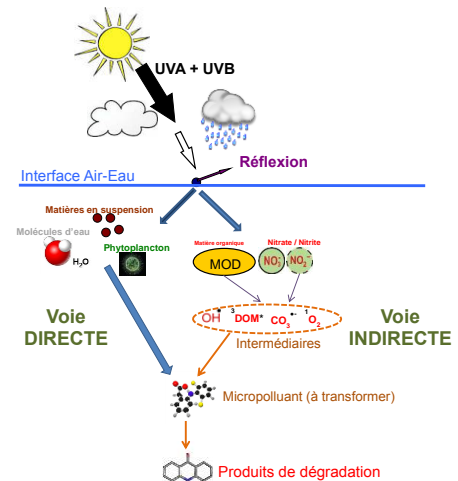 UVA + UVB
Réflexion
Interface Air-Eau
Matières en suspension
Molécules d'eau
H₂O
Phytoplancton
Matière organique
MOD
Nitrate / Nitrite
NO₃⁻
NO₂⁻
Voie
DIRECTE
OH• ³DOM* CO₃•⁻ ¹O₂
Intermédiaires
Voie
INDIRECTE
Micropolluant (à transformer)
Produits de dégradation